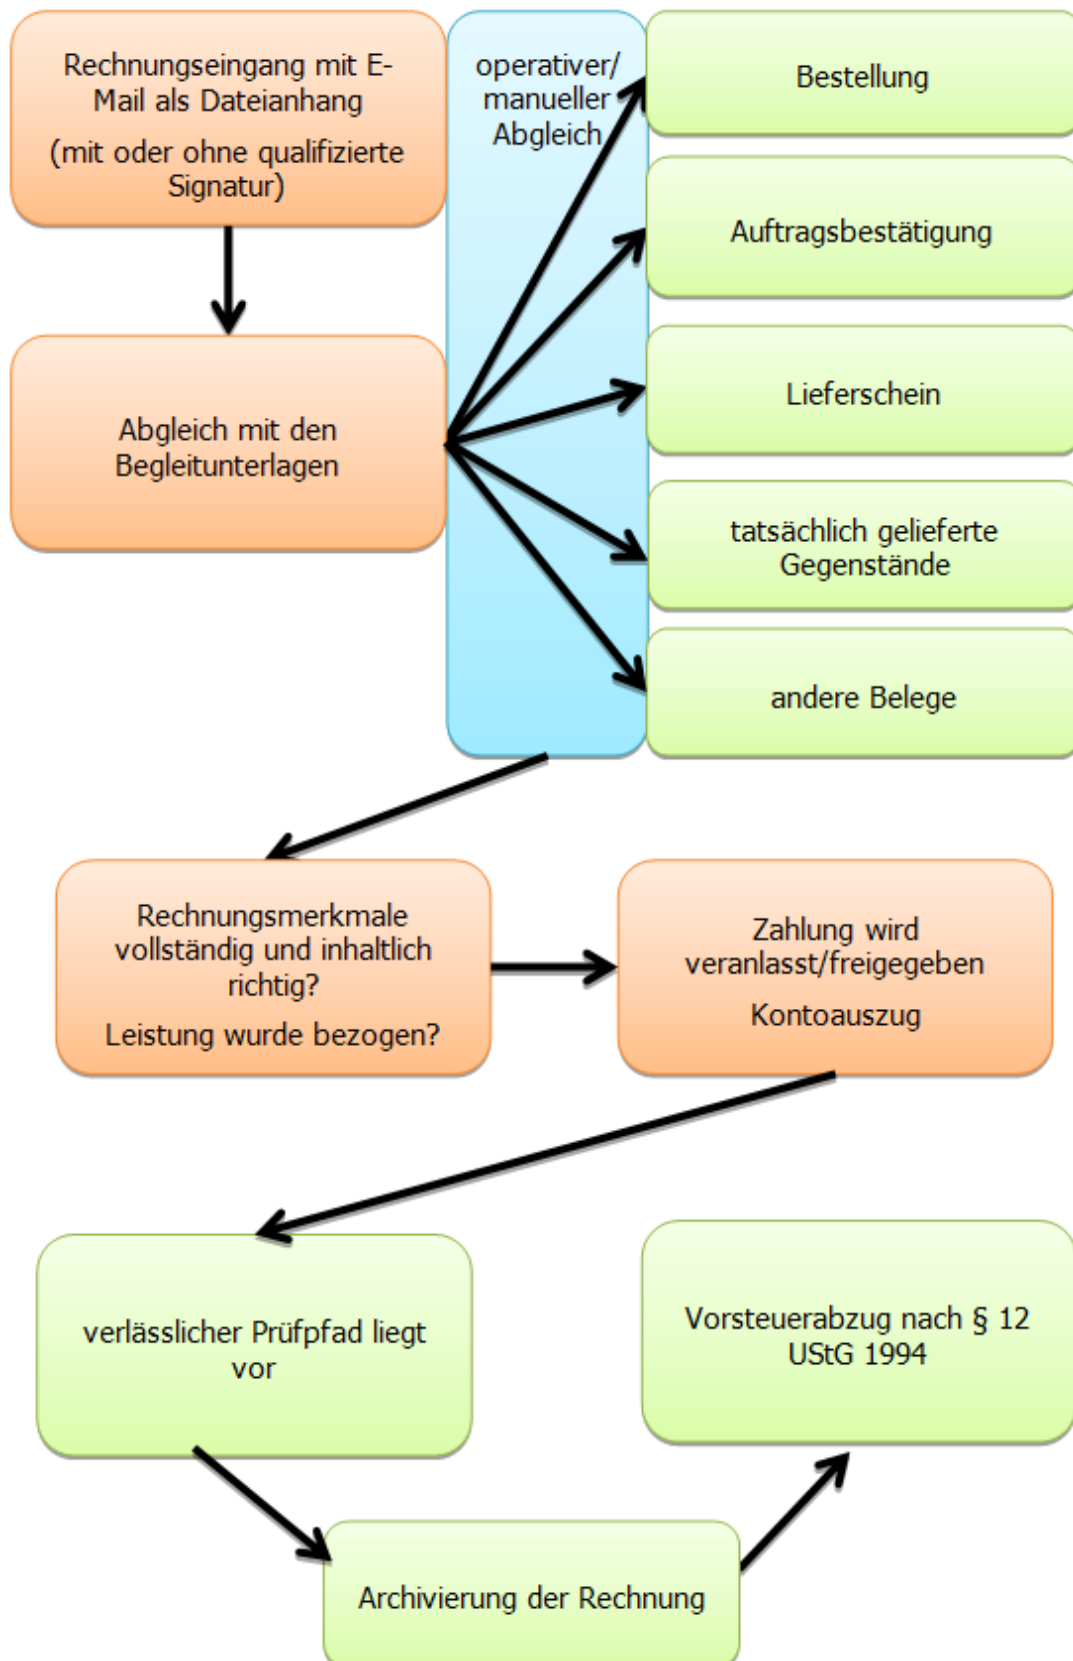 Rechnungseingang mit E-
Mail als Dateianhang
(mit oder ohne qualifizierte
Signatur)
operativer/
manueller
Abgleich
Bestellung
Auftragsbestätigung
Abgleich mit den
Begleitunterlagen
Lieferschein
tatsächlich gelieferte
Gegenstände
andere Belege
Rechnungsmerkmale
vollständig und inhaltlich
richtig?
Leistung wurde bezogen?
Zahlung wird
veranlasst/freigegeben
Kontoauszug
verlässlicher Prüfpfad liegt
vor
Vorsteuerabzug nach § 12
UStG 1994
Archivierung der Rechnung